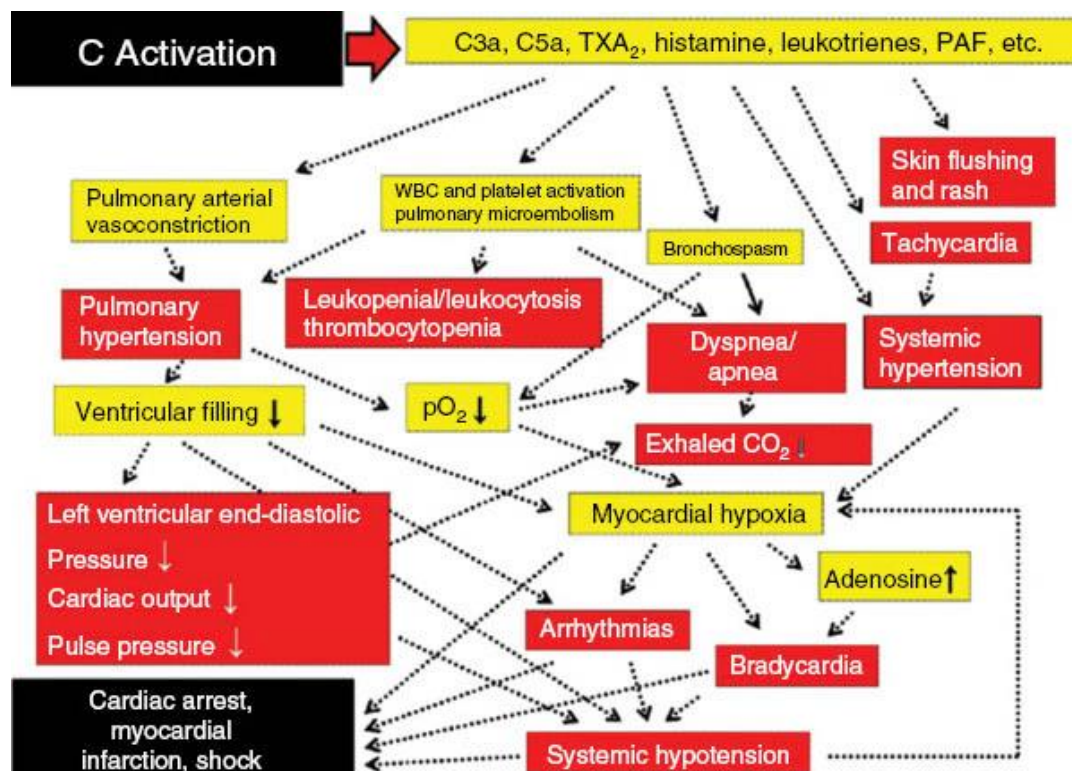 C Activation
C3a, C5a, TXA₂, histamine, leukotrienes, PAF, etc.
Skin flushing
and rash
Pulmonary arterial
vasoconstriction
WBC and platelet activation
pulmonary microembolism
Bronchospasm
Tachycardia
Pulmonary
hypertension
Leukopenial/leukocytosis
thrombocytopenia
Dyspnea/
apnea
Systemic
hypertension
Ventricular filling ↓
pO₂ ↓
Exhaled CO₂ ↓
Left ventricular end-diastolic
Pressure ↓
Cardiac output ↓
Pulse pressure ↓
Myocardial hypoxia
Adenosine ↑
Arrhythmias
Bradycardia
Cardiac arrest,
myocardial
infarction, shock
Systemic hypotension